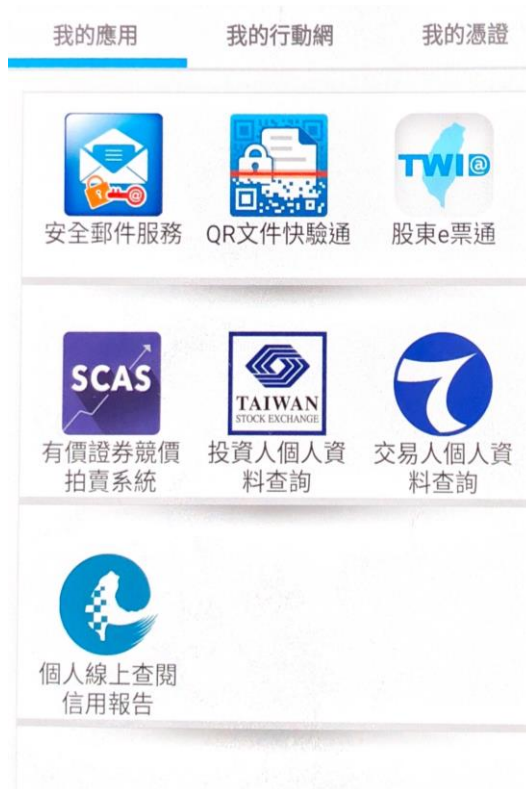 我的應用 我的行動網 我的憑證
TWI@
安全郵件服務 QR文件快驗通 股東e票通
SCAS
TAIWAN
STOCK EXCHANGE
有價證券競價 投資人個人資 交易人個人資
拍賣系統 料查詢 料查詢
個人線上查閱
信用報告